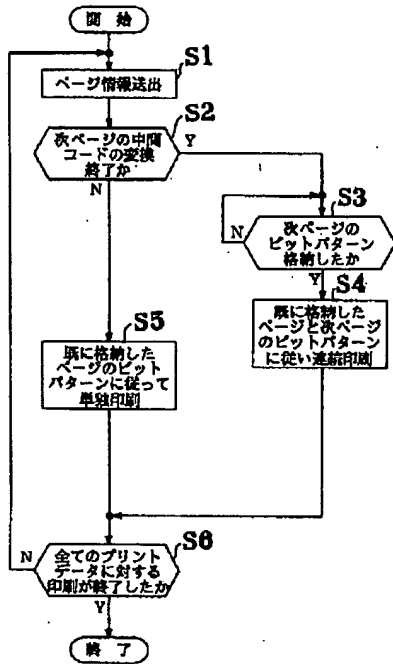 開始
S1
ページ情報送出
S2
次ページの中間
コードの変換
終了か
Y
N
S3
次ページの
ビットパターン
格納したか
N
Y
S4
既に格納した
ページと次ページ
のビットパターン
に従い連続印刷
S5
既に格納した
ページのビット
パターンに従って
単独印刷
S6
全てのプリント
データに対する
印刷が終了したか
N
Y
終了